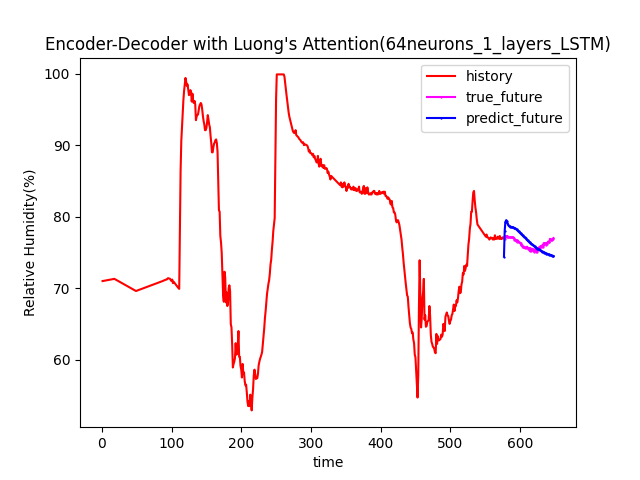 Encoder-Decoder with Luong's Attention(64neurons_1_layers_LSTM)
history
true_future
predict_future
100
90
80
70
60
Relative Humidity(%)
0 100 200 300 400 500 600
time